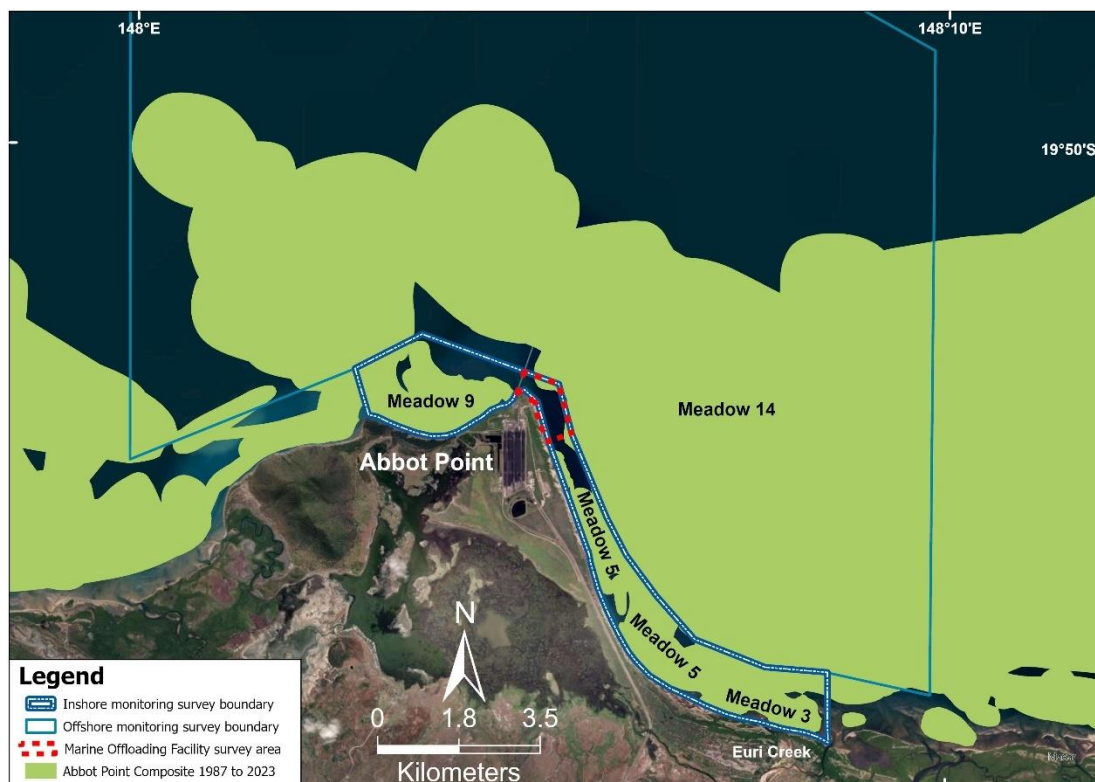 148°E
148°10'E
19°50'S
Meadow 9
Meadow 14
Abbot Point
Meadow 5
Meadow 5
Meadow 3
Euri Creek
N
0 1.8 3.5
Kilometers
Legend
Inshore monitoring survey boundary
Offshore monitoring survey boundary
Marine Offloading Facility survey area
Abbot Point Composite 1987 to 2023